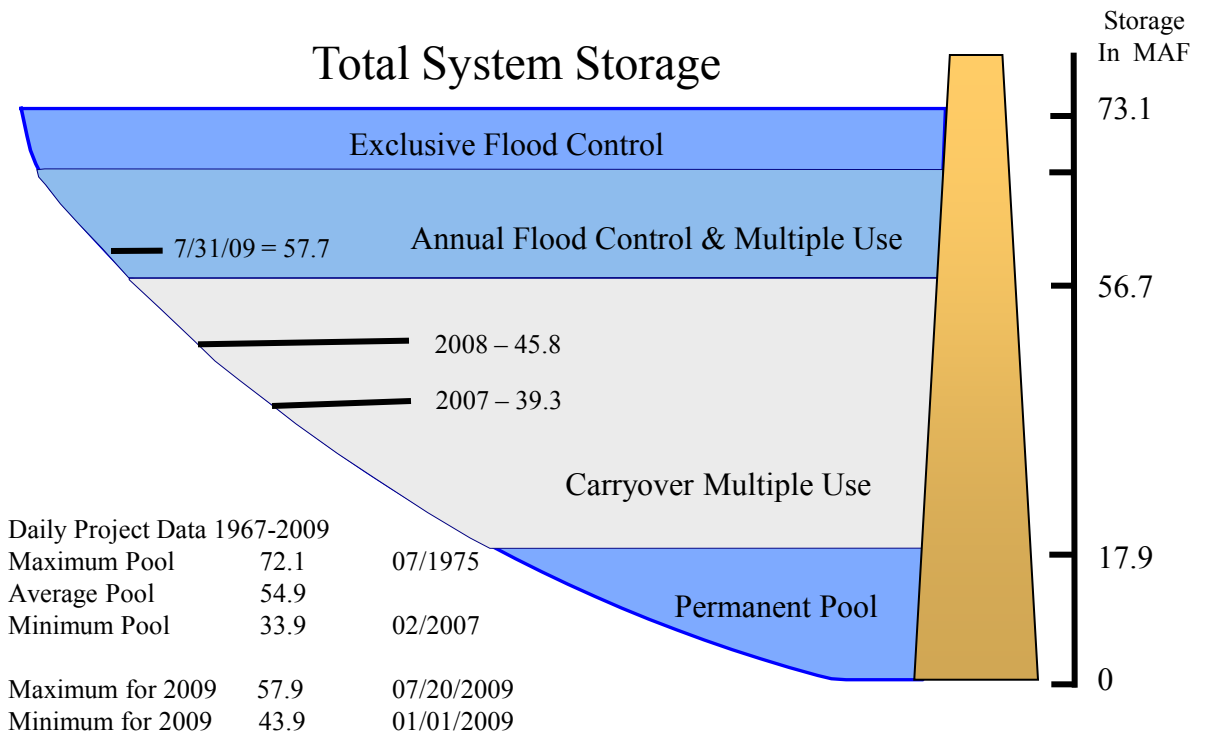 Total System Storage
Storage
In MAF
73.1
Exclusive Flood Control
Annual Flood Control & Multiple Use
7/31/09 = 57.7
56.7
2008 – 45.8
2007 – 39.3
Carryover Multiple Use
17.9
Permanent Pool
0
Daily Project Data 1967-2009
Maximum Pool 72.1 07/1975
Average Pool 54.9
Minimum Pool 33.9 02/2007
Maximum for 2009 57.9 07/20/2009
Minimum for 2009 43.9 01/01/2009